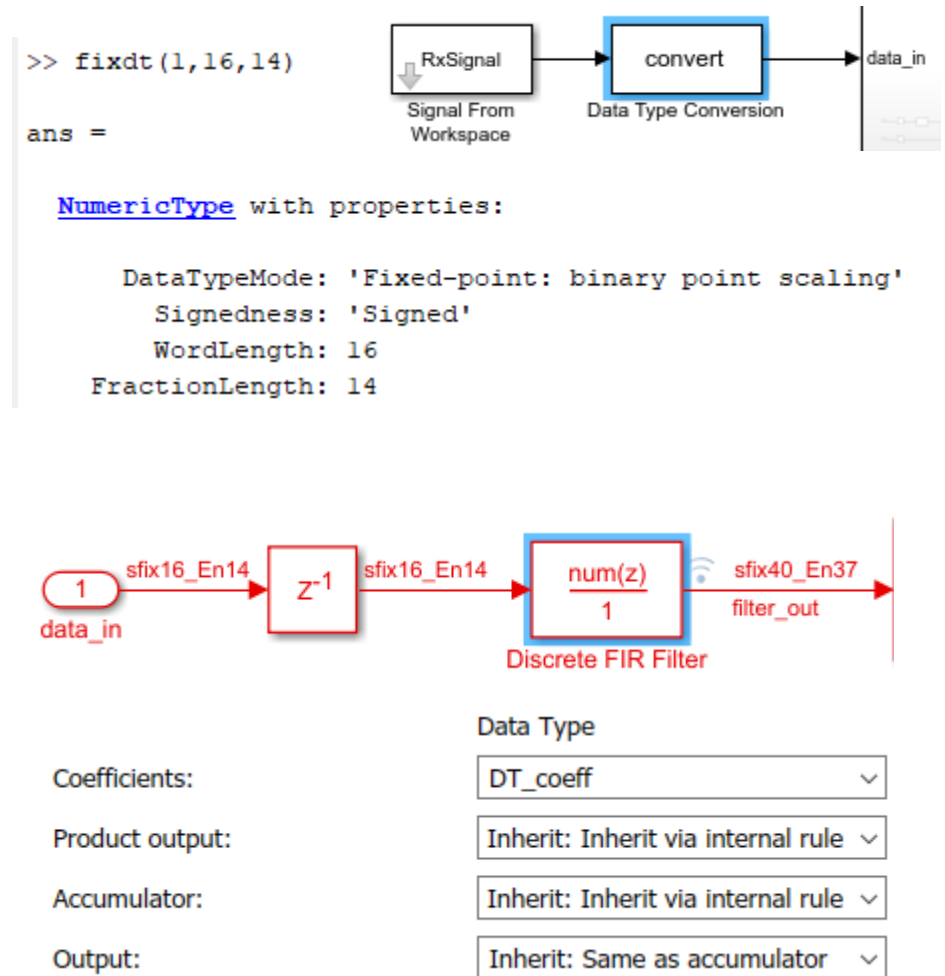 >> fixdt(1,16,14)
ans =
NumericType with properties:
DataTypeMode: 'Fixed-point: binary point scaling'
Signedness: 'Signed'
WordLength: 16
FractionLength: 14
RxSignal
Signal From
Workspace
convert
Data Type Conversion
data_in
1
data_in
sfix16_En14
Z-1
sfix16_En14
num(z)
1
Discrete FIR Filter
sfix40_En37
filter_out
Data Type
Coefficients: DT_coeff
Product output: Inherit: Inherit via internal rule
Accumulator: Inherit: Inherit via internal rule
Output: Inherit: Same as accumulator